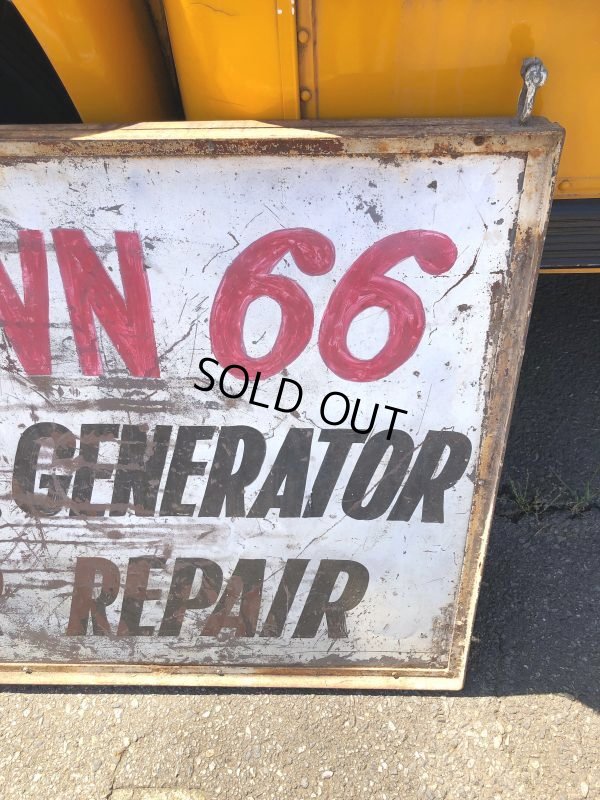 NN 66
SOLD OUT
GENERATOR
R REPAIR